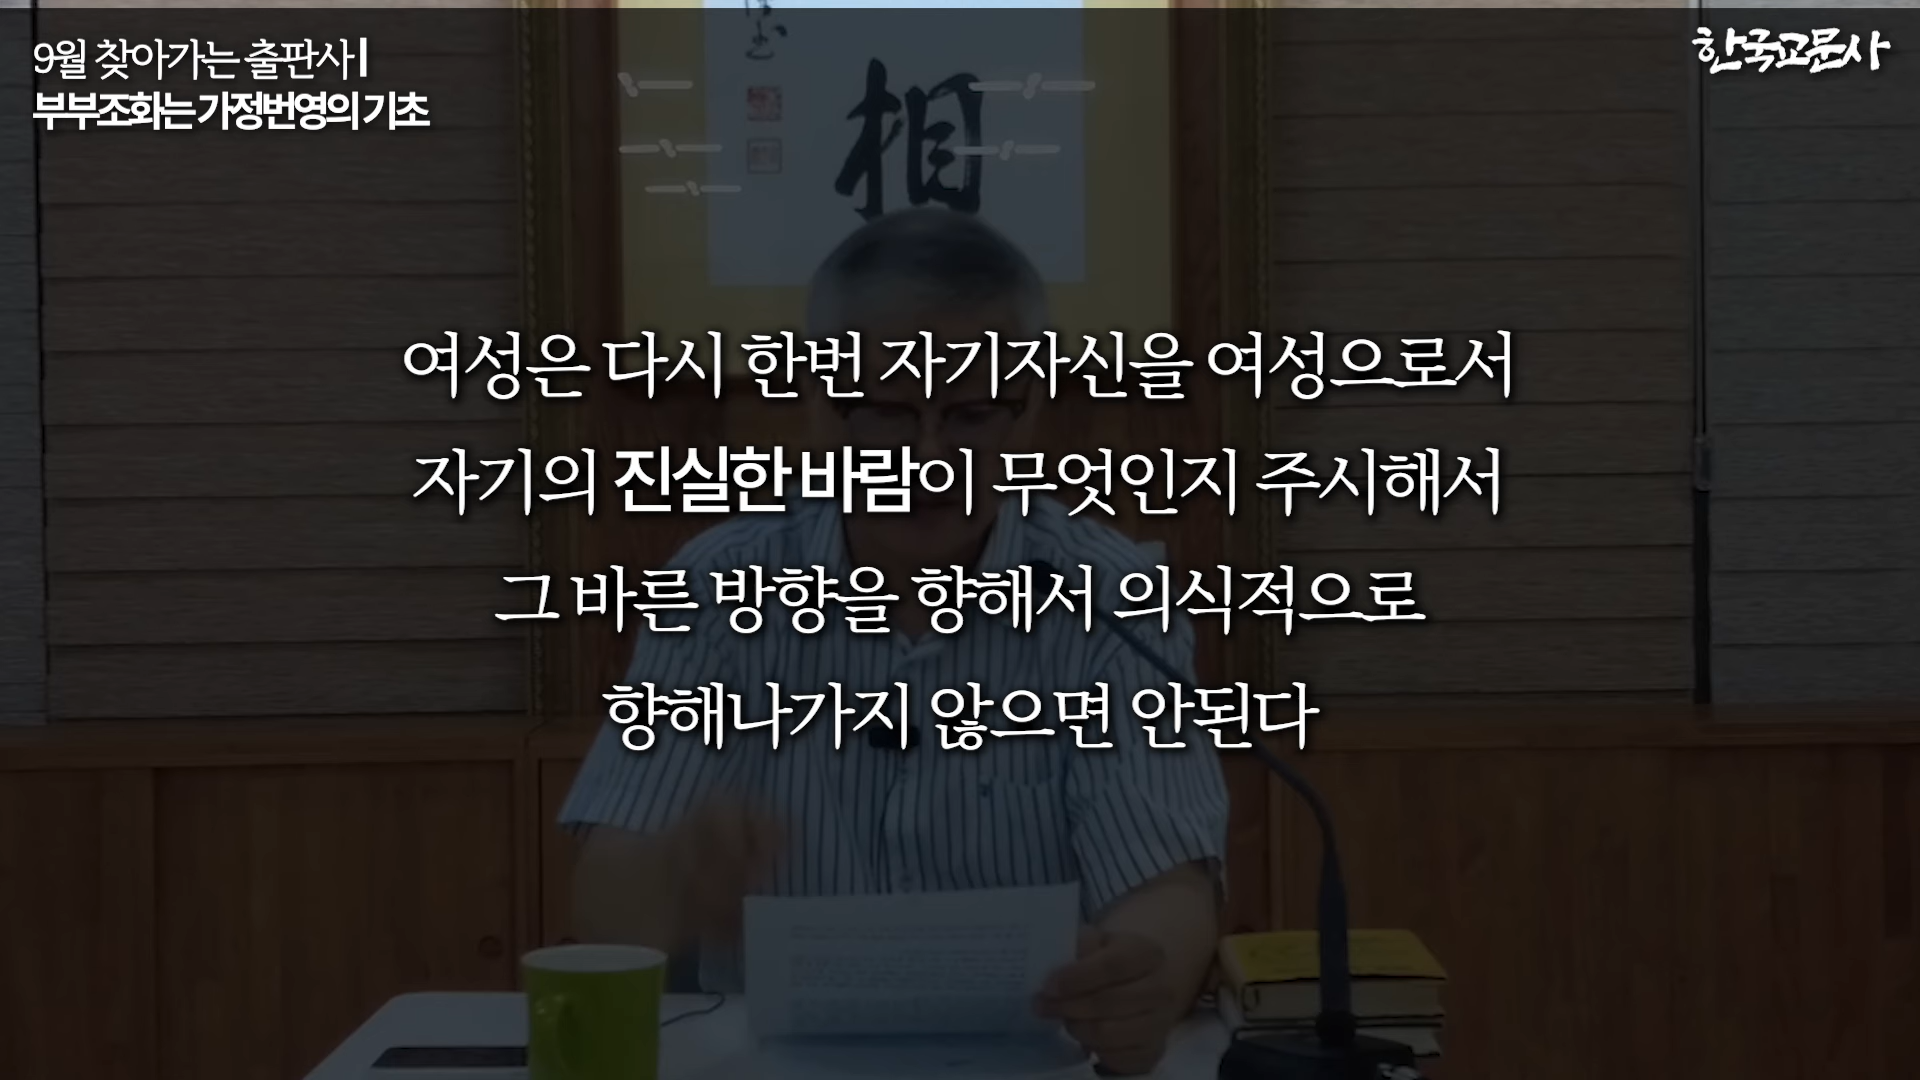 9월 찾아가는 출판사 |
부부조화는 가정번영의 기초
한국교문사
相
여성은 다시 한번 자기자신을 여성으로서
자기의 진실한 바람이 무엇인지 주시해서
그 바른 방향을 향해서 의식적으로
향해나가지 않으면 안된다